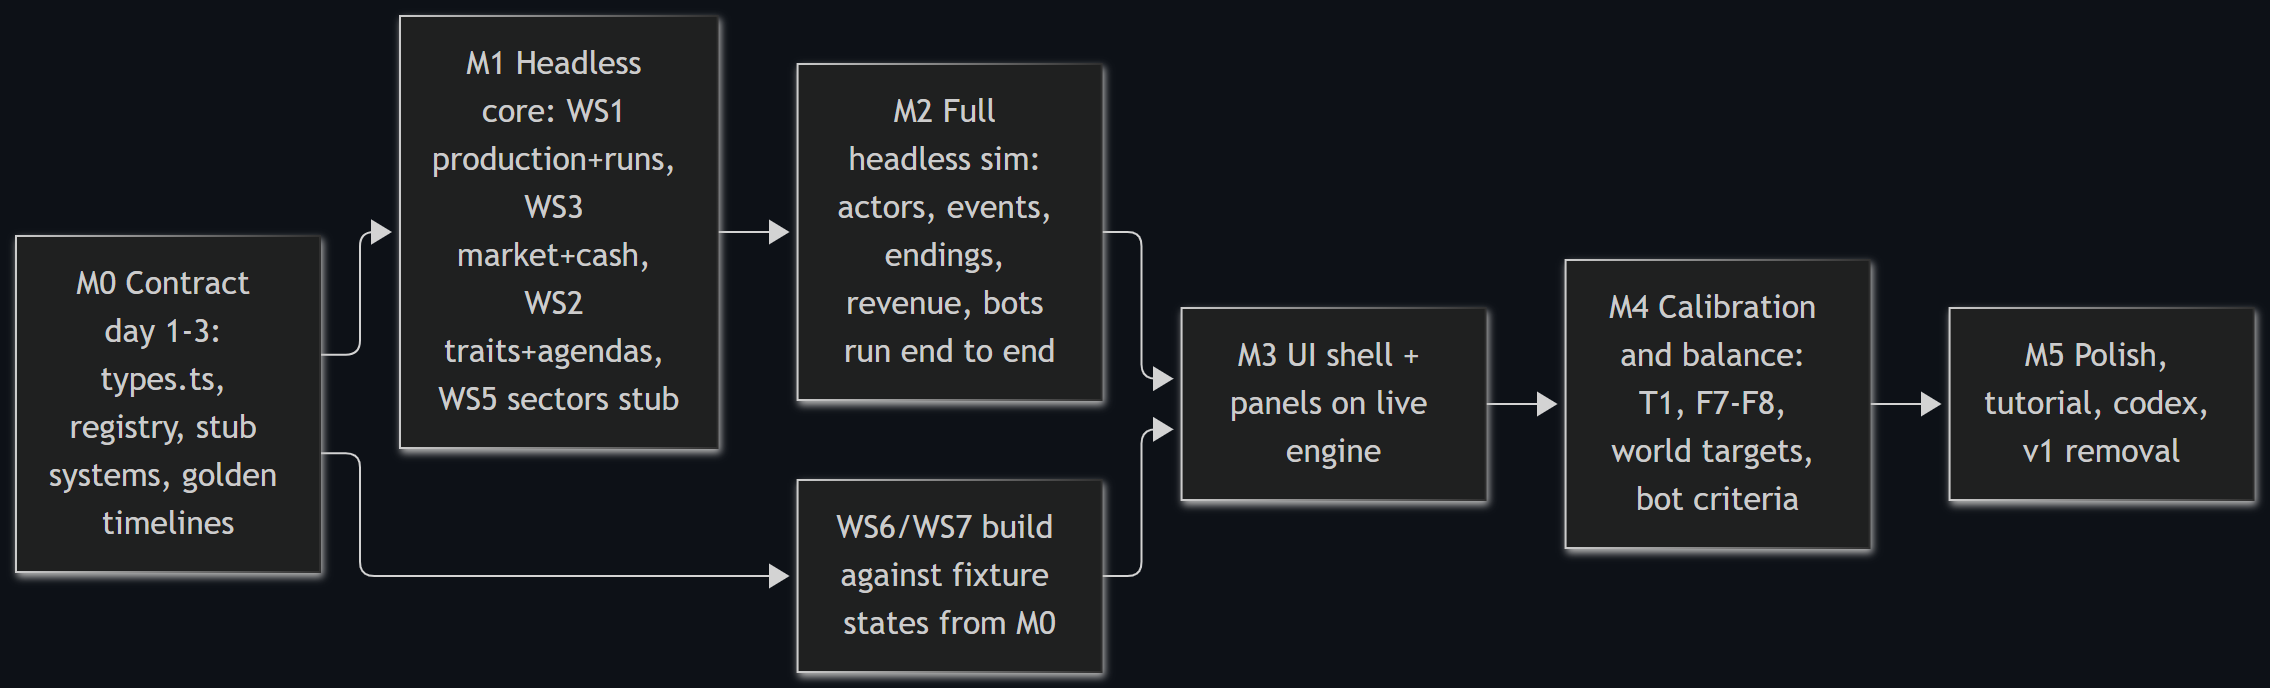 M0 Contract
day 1-3:
types.ts,
registry, stub
systems, golden
timelines
M1 Headless
core: WS1
production+runs,
WS3
market+cash,
WS2
traits+agendas,
WS5 sectors stub
M2 Full
headless sim:
actors, events,
endings,
revenue, bots
run end to end
WS6/WS7 build
against fixture
states from M0
M3 UI shell +
panels on live
engine
M4 Calibration
and balance:
T1, F7-F8,
world targets,
bot criteria
M5 Polish,
tutorial, codex,
v1 removal